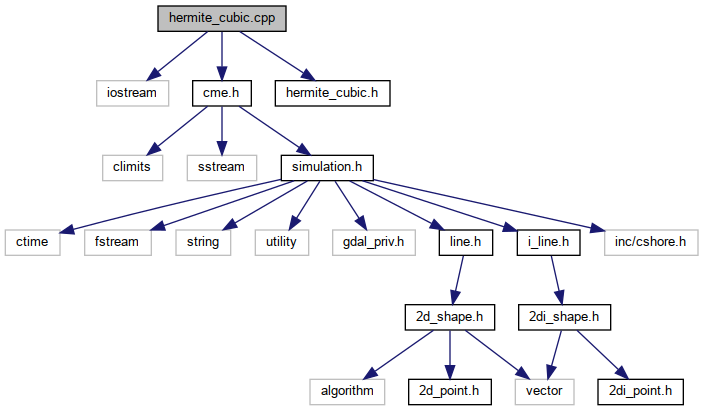 hermite_cubic.cpp
iostream
cme.h
hermite_cubic.h
climits
sstream
simulation.h
ctime
fstream
string
utility
gdal_priv.h
line.h
i_line.h
inc/cshore.h
2d_shape.h
2di_shape.h
algorithm
2d_point.h
vector
2di_point.h